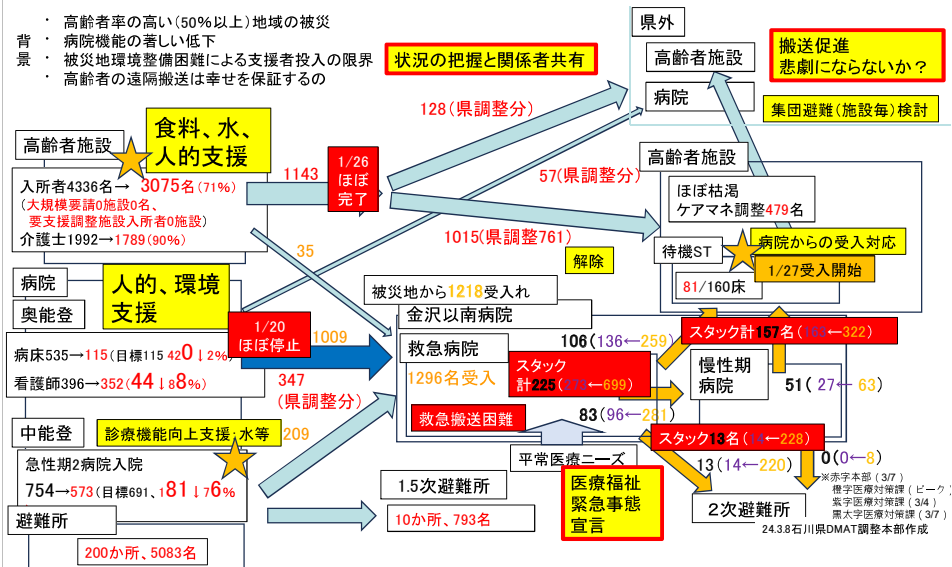 ・ 高齢者率の高い(50%以上)地域の被災
背 ・ 病院機能の著しい低下
景 ・ 被災地環境整備困難による支援者投入の限界
・ 高齢者の遠隔搬送は幸せを保証するの
状況の把握と関係者共有
県外
高齢者施設
病院
搬送促進
悲劇にならないか?
集団避難(施設毎)検討
食料、水、
人的支援
高齢者施設
入所者4336名→ 3075名(71%)
(大規模要請0施設0名、
要支援調整施設入所者0施設)
介護士1992→1789(90%)
1143
1/26
ほぼ
完了
128(県調整分)
57(県調整分)
1015(県調整761)
35
高齢者施設
ほぼ枯渇
ケアマネ調整479名
待機ST
病院からの受入対応
1/27受入開始
81/160床
解除
病院
奥能登
人的、環境
支援
病床535→115(目標115 420↓2%)
看護師396→352(44↓88%)
1/20
ほぼ停止
1009
347
(県調整分)
被災地から1218受入れ
金沢以南病院
救急病院
1296名受入
スタック
計225(273←699)
救急搬送困難
106(136←259)
スタック計157名(163←322)
慢性期
病院
51( 27← 63)
83(96←281)
スタック13名(14←228)
13(14←220)
0(0←8)
中能登
診療機能向上支援・水等
209
急性期2病院入院
754→573(目標691、181↓76%
平常医療ニーズ
医療福祉
緊急事態
宣言
1.5次避難所
10か所、793名
2次避難所
避難所
200か所、5083名
※赤字本部(3/7)
橙字医療対策課(ピーク)
紫字医療対策課(3/4)
黒太字医療対策課(3/7)
24.3.8石川県DMAT調整本部作成